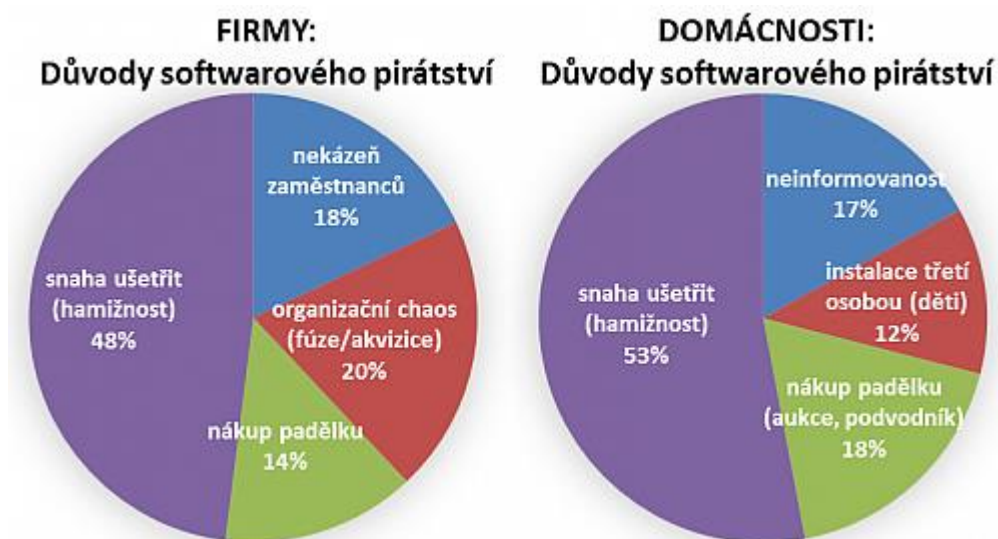 FIRMY:
Důvody softwarového pirátství
nekázeň
zaměstnanců
18%
organizační chaos
(fúze/akvizice)
20%
nákup padělku
14%
snaha ušetřit
(hamižnost)
48%
DOMÁCNOSTI:
Důvody softwarového pirátství
neinformovanost
17%
instalace třetí
osobou (děti)
12%
nákup padělku
(aukce, podvodník)
18%
snaha ušetřit
(hamižnost)
53%